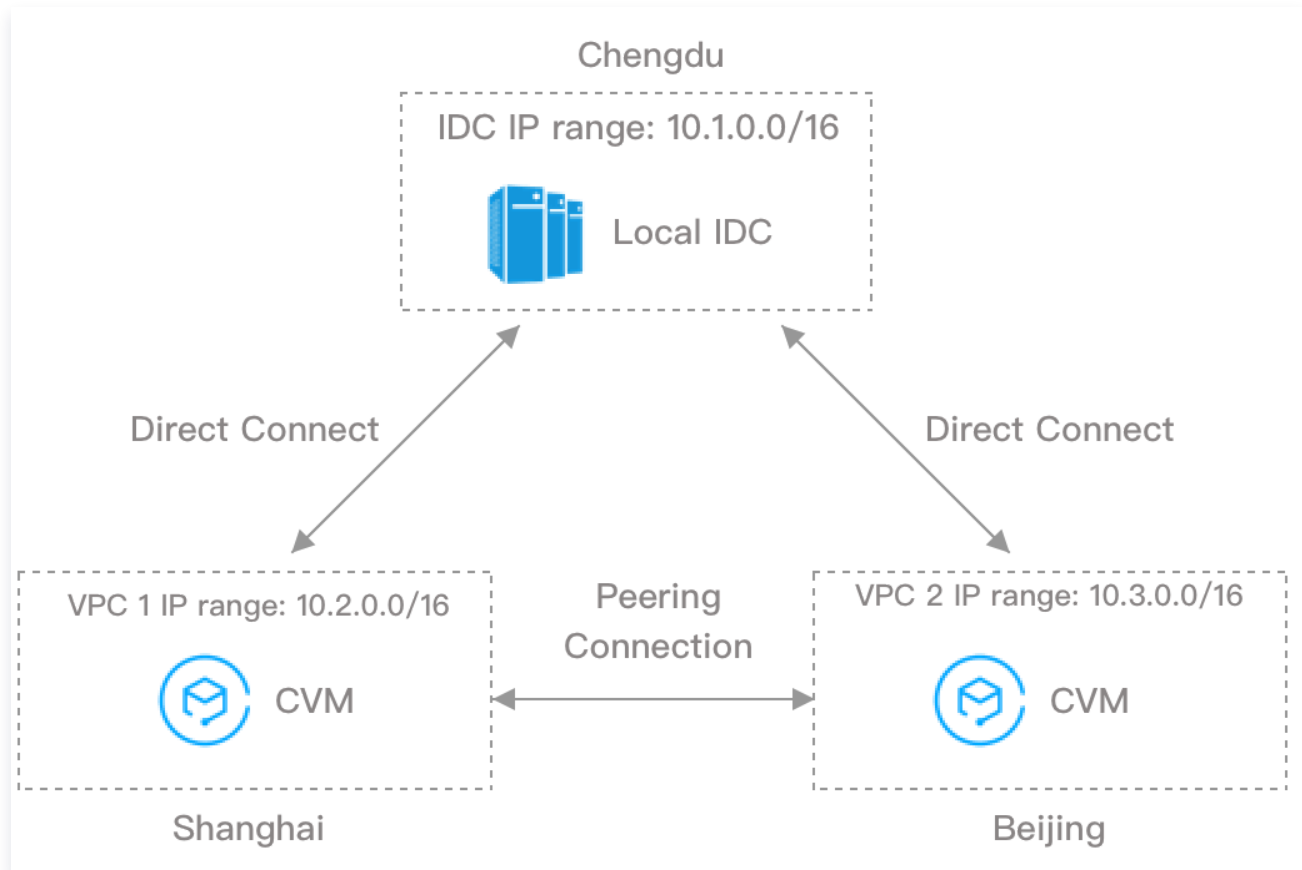 Chengdu
IDC IP range: 10.1.0.0/16
Local IDC
Direct Connect
Direct Connect
VPC 1 IP range: 10.2.0.0/16
CVM
Peering
Connection
VPC 2 IP range: 10.3.0.0/16
CVM
Shanghai
Beijing